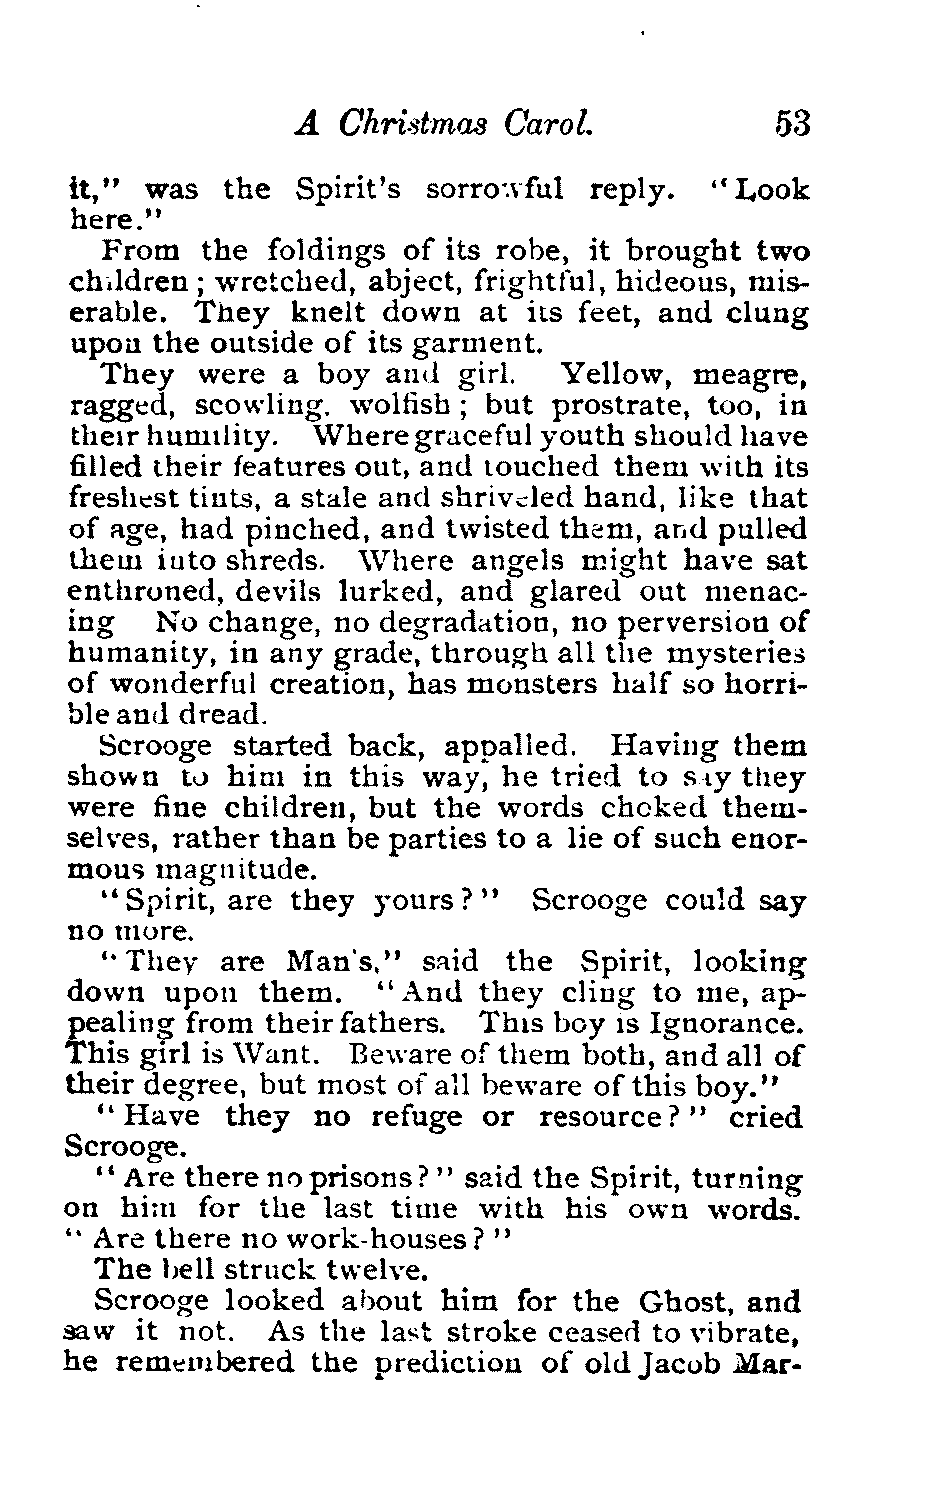 A Christmas Carol. 53
it," was the Spirit's sorrowful reply. "Look
here."
From the foldings of its robe, it brought two
children; wretched, abject, frightful, hideous, mis-
erable. They knelt down at its feet, and clung
upon the outside of its garment.
They were a boy and girl. Yellow, meagre,
ragged, scowling. wolfish; but prostrate, too, in
their humility. Where graceful youth should have
filled their features out, and touched them with its
freshest tints, a stale and shriveled hand, like that
of age, had pinched, and twisted them, and pulled
them into shreds. Where angels might have sat
enthroned, devils lurked, and glared out menac-
ing No change, no degradation, no perversion of
humanity, in any grade, through all the mysteries
of wonderful creation, has monsters half so horri-
ble and dread.
Scrooge started back, appalled. Having them
shown to him in this way, he tried to say they
were fine children, but the words choked them-
selves, rather than be parties to a lie of such enor-
mous magnitude.
"Spirit, are they yours?" Scrooge could say
no more.
"They are Man's," said the Spirit, looking
down upon them. "And they cling to me, ap-
pealing from their fathers. This boy is Ignorance.
This girl is Want. Beware of them both, and all of
their degree, but most of all beware of this boy."
"Have they no refuge or resource?" cried
Scrooge.
"Are there no prisons?" said the Spirit, turning
on him for the last time with his own words.
"Are there no work-houses?"
The bell struck twelve.
Scrooge looked about him for the Ghost, and
saw it not. As the last stroke ceased to vibrate,
he remembered the prediction of old Jacob Mar-